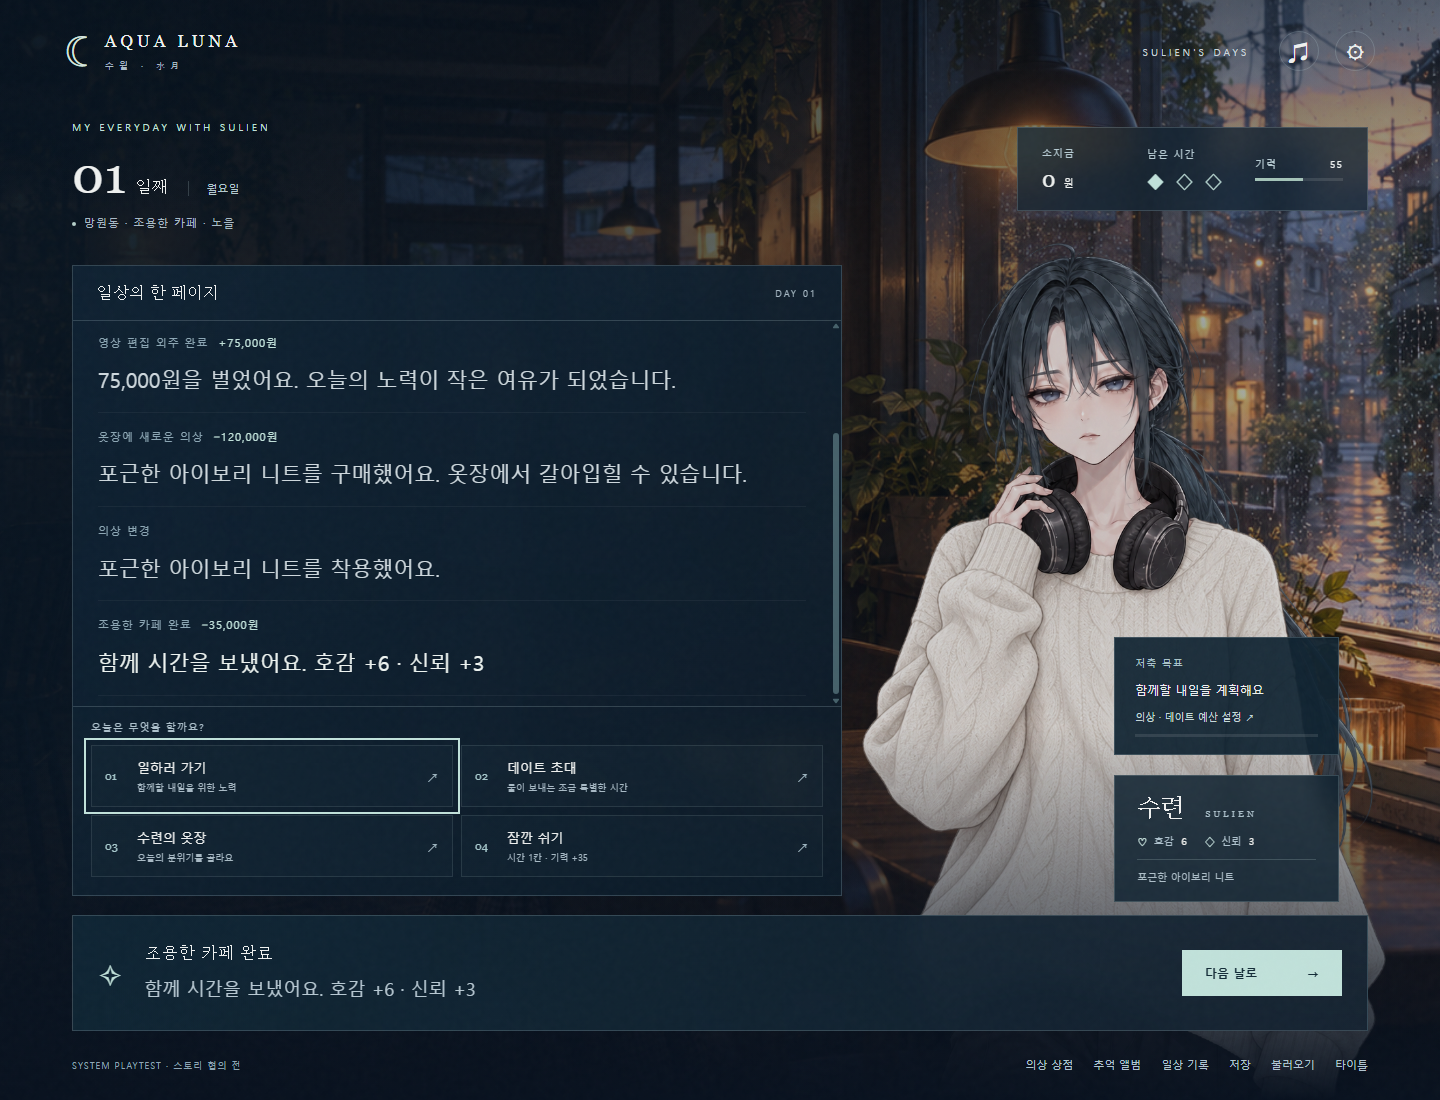 AQUA LUNA
수월 · 水月
SULIEN'S DAYS
MY EVERYDAY WITH SULIEN
01 일째 월요일
망원동 · 조용한 카페 · 노을
소지금
0 원
남은 시간
기력 55
일상의 한 페이지
DAY 01
영상 편집 외주 완료 +75,000원
75,000원을 벌었어요. 오늘의 노력이 작은 여유가 되었습니다.
옷장에 새로운 의상 −120,000원
포근한 아이보리 니트를 구매했어요. 옷장에서 갈아입힐 수 있습니다.
의상 변경
포근한 아이보리 니트를 착용했어요.
조용한 카페 완료 −35,000원
함께 시간을 보냈어요. 호감 +6 · 신뢰 +3
오늘은 무엇을 할까요?
01 일하러 가기 ↗
함께할 내일을 위한 노력
02 데이트 초대 ↗
둘이 보내는 조금 특별한 시간
03 수련의 옷장 ↗
오늘의 분위기를 골라요
04 잠깐 쉬기 ↗
시간 1칸 · 기력 +35
저축 목표
함께할 내일을 계획해요
의상 · 데이트 예산 설정 ↗
수련 SULIEN
♡ 호감 6 ◇ 신뢰 3
포근한 아이보리 니트
조용한 카페 완료
함께 시간을 보냈어요. 호감 +6 · 신뢰 +3
다음 날로 →
SYSTEM PLAYTEST · 스토리 협의 전
의상 상점 추억 앨범 일상 기록 저장 불러오기 타이틀